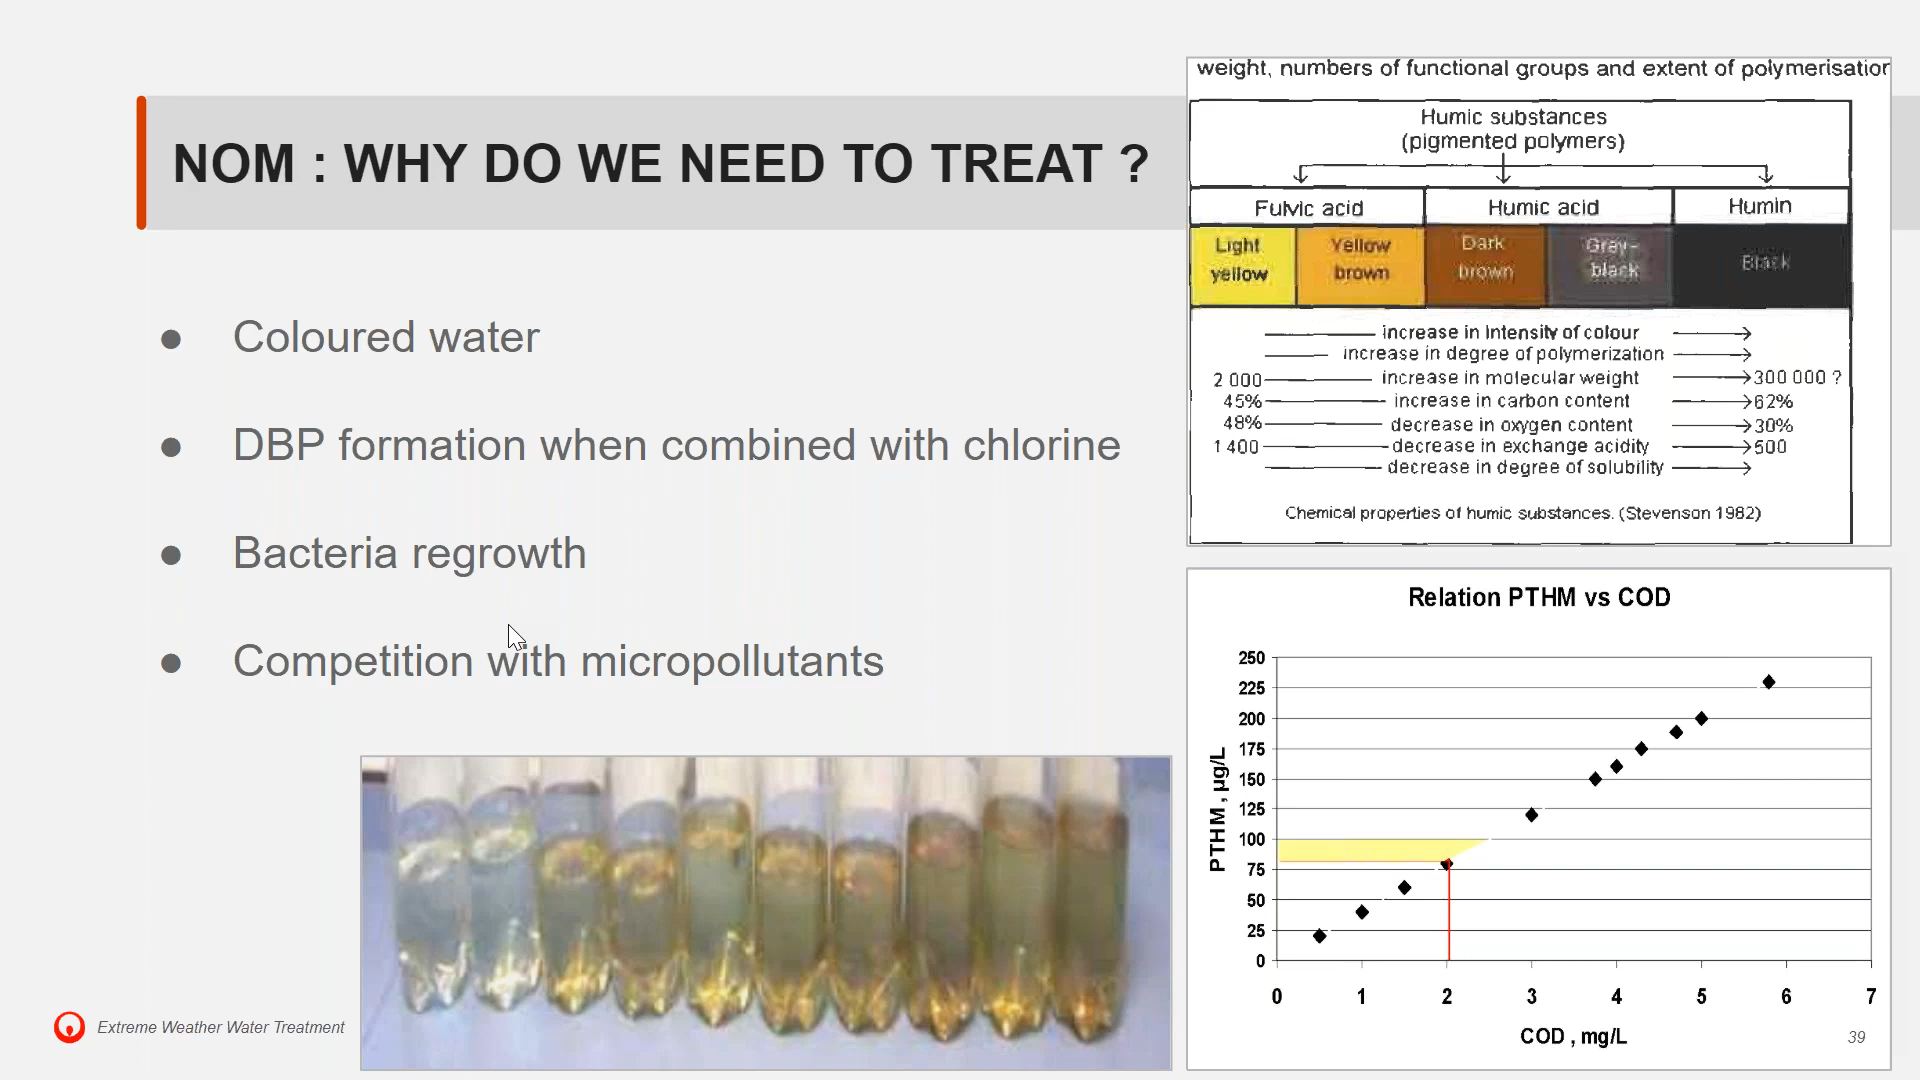 NOM : WHY DO WE NEED TO TREAT ?
● Coloured water
● DBP formation when combined with chlorine
● Bacteria regrowth
● Competition with micropollutants
Extreme Weather Water Treatment
weight, numbers of functional groups and extent of polymerisation
Humic substances
(pigmented polymers)
Fulvic acid Humic acid Humin
Light yellow
Yellow brown
Dark brown
Gray-black
Black
increase in intensity of colour
increase in degree of polymerization
2 000 increase in molecular weight 300 000 ?
45% increase in carbon content 62%
48% decrease in oxygen content 30%
1 400 decrease in exchange acidity 500
decrease in degree of solubility
Chemical properties of humic substances. (Stevenson 1982)
Relation PTHM vs COD
PTHM , µg/L
250
225
200
175
150
125
100
75
50
25
0
0 1 2 3 4 5 6 7
COD , mg/L
39